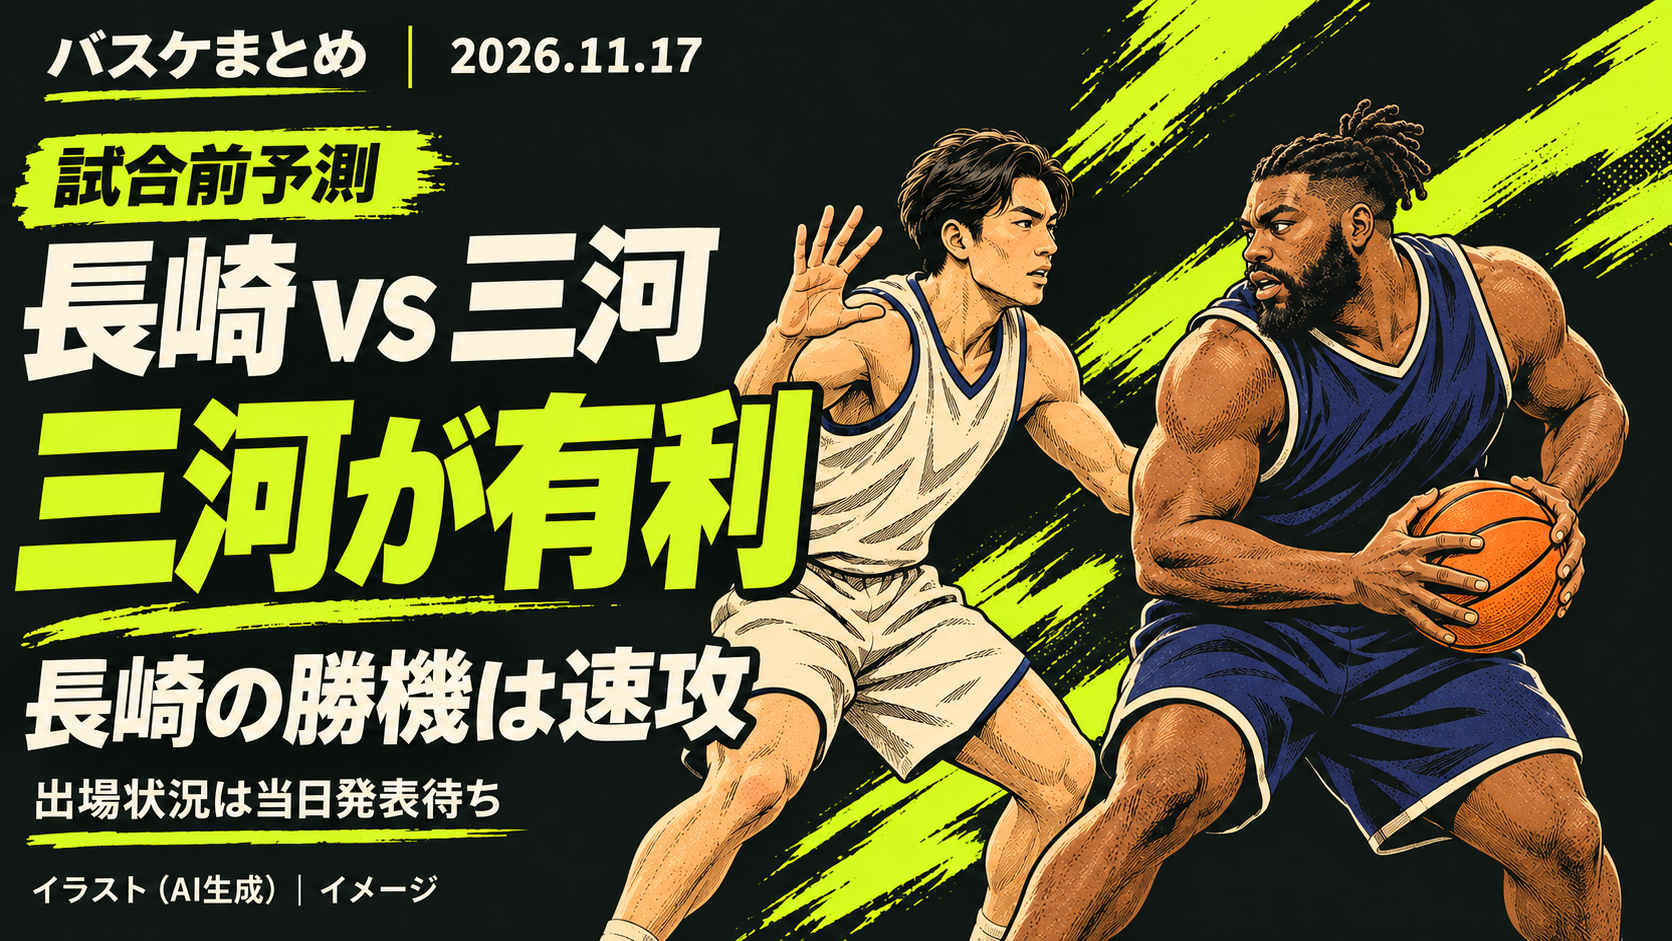 バスケまとめ | 2026.11.17
試合前予測
長崎 vs 三河
三河が有利
長崎の勝機は速攻
出場状況は当日発表待ち
イラスト（AI生成）| イメージ